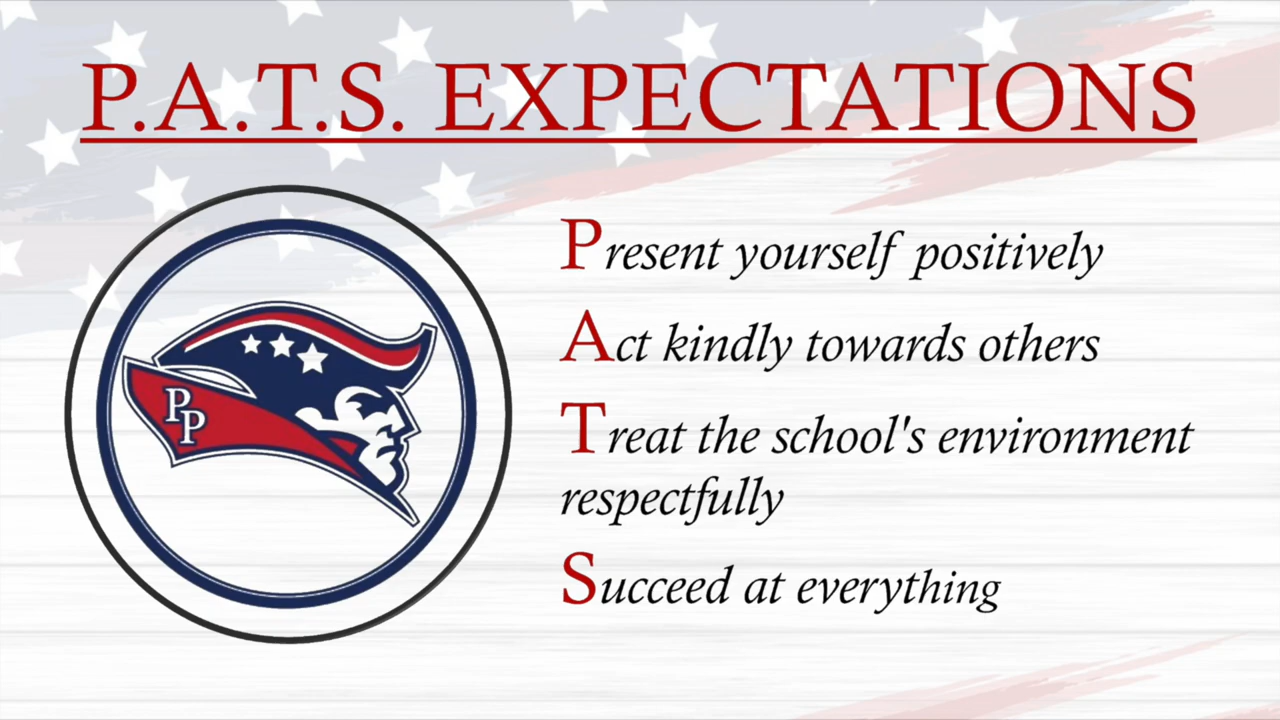 P.A.T.S. EXPECTATIONS
Present yourself positively
Act kindly towards others
Treat the school's environment
respectfully
Succeed at everything
PP